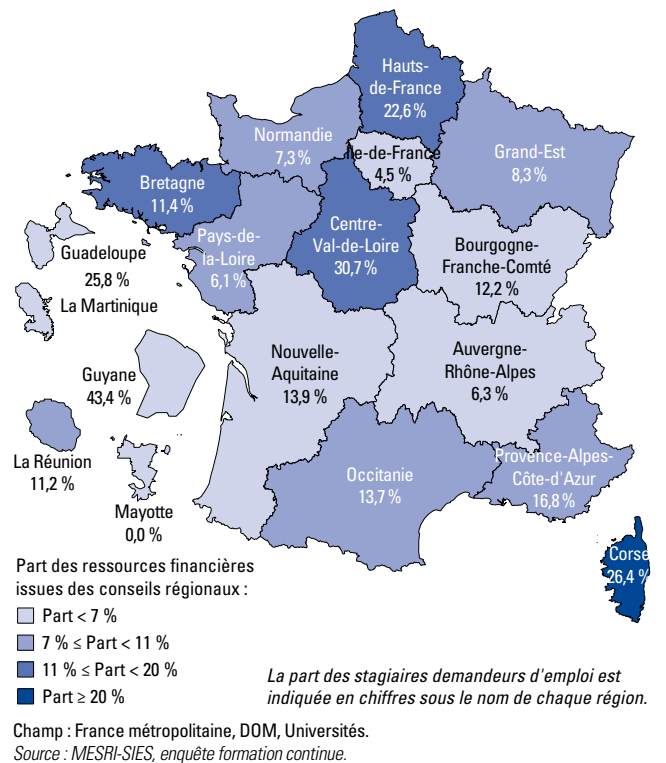 Hauts-
de-France
22,6 %
Normandie
7,3 %
Île-de-France
4,5 %
Grand-Est
8,3 %
Bretagne
11,4 %
Pays-de-
la-Loire
6,1 %
Centre-
Val-de-Loire
30,7 %
Bourgogne-
Franche-Comté
12,2 %
Guadeloupe
25,8 %
La Martinique
Guyane
43,4 %
Nouvelle-
Aquitaine
13,9 %
Auvergne-
Rhône-Alpes
6,3 %
La Réunion
11,2 %
Mayotte
0,0 %
Occitanie
13,7 %
Provence-Alpes-
Côte-d'Azur
16,8 %
Corse
26,4 %
Part des ressources financières
issues des conseils régionaux :
Part < 7 %
7 % ≤ Part < 11 %
11 % ≤ Part < 20 %
Part ≥ 20 %
La part des stagiaires demandeurs d'emploi est
indiquée en chiffres sous le nom de chaque région.
Champ : France métropolitaine, DOM, Universités.
Source : MESRI-SIES, enquête formation continue.